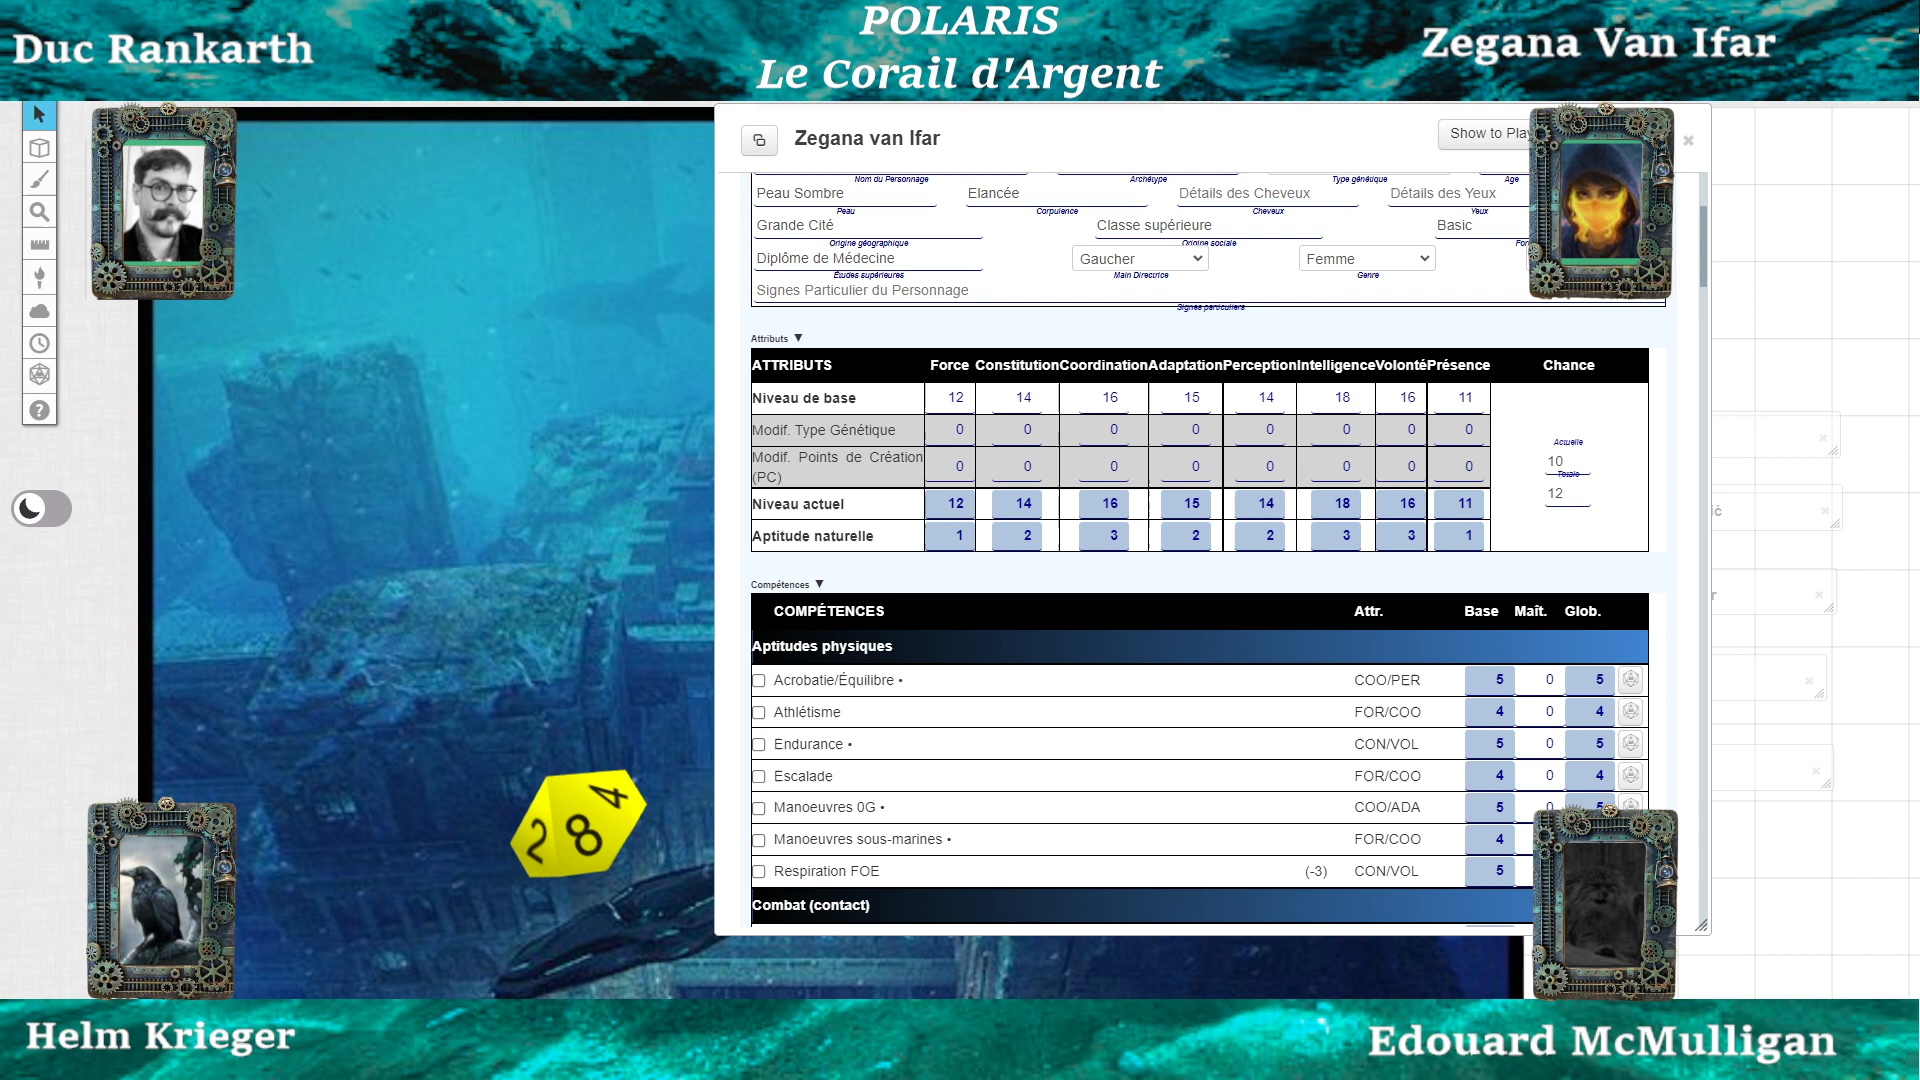 POLARIS
Le Corail d'Argent
Duc Rankarth
Zegana Van Ifar
Zegana van Ifar
Show to Play
Nom du Personnage Archétype Type génétique Age
Peau Sombre Elancée Détails des Cheveux Détails des Yeux
Peau Corpulence Cheveux Yeux
Grande Cité Classe supérieure Basic
Origine géographique Origine sociale For
Diplôme de Médecine Gaucher Femme
Études supérieures Main Directrice Genre
Signes Particulier du Personnage
Signes particuliers
Attributs ▼
ATTRIBUTS Force Constitution Coordination Adaptation Perception Intelligence Volonté Présence Chance
Niveau de base 12 14 16 15 14 18 16 11
Modif. Type Génétique 0 0 0 0 0 0 0 0
Modif. Points de Création (PC) 0 0 0 0 0 0 0 0
Niveau actuel 12 14 16 15 14 18 16 11
Aptitude naturelle 1 2 3 2 2 3 3 1
Actuelle
10
Totale
12
Compétences ▼
COMPÉTENCES Attr. Base Maît. Glob.
Aptitudes physiques
Acrobatie/Équilibre • COO/PER 5 0 5
Athlétisme FOR/COO 4 0 4
Endurance • CON/VOL 5 0 5
Escalade FOR/COO 4 0 4
Manoeuvres 0G • COO/ADA 5 0 5
Manoeuvres sous-marines • FOR/COO 4
Respiration FOE (-3) CON/VOL 5
Combat (contact)
2 8 4
ić
r
Helm Krieger
Edouard McMulligan